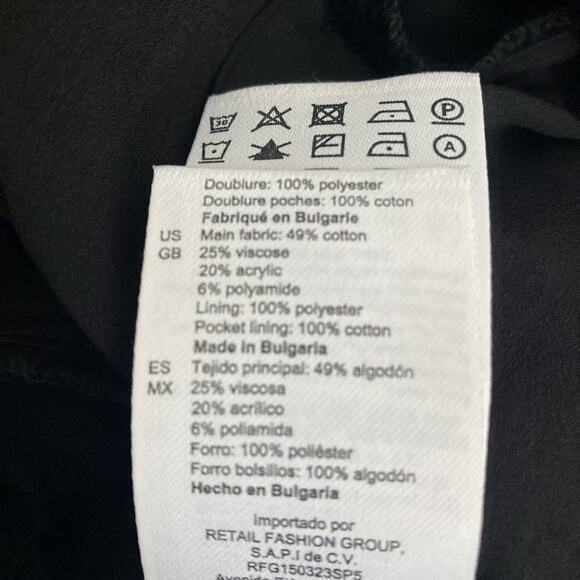 30
P
A
Doublure: 100% polyester
Doublure poches: 100% coton
Fabriqué en Bulgarie
US Main fabric: 49% cotton
GB 25% viscose
20% acrylic
6% polyamide
Lining: 100% polyester
Pocket lining: 100% cotton
Made in Bulgaria
ES Tejido principal: 49% algodón
MX 25% viscosa
20% acrílico
6% poliamida
Forro: 100% poliéster
Forro bolsillos: 100% algodón
Hecho en Bulgaria
Importado por
RETAIL FASHION GROUP,
S.A.P.I de C.V.
RFG150323SP5